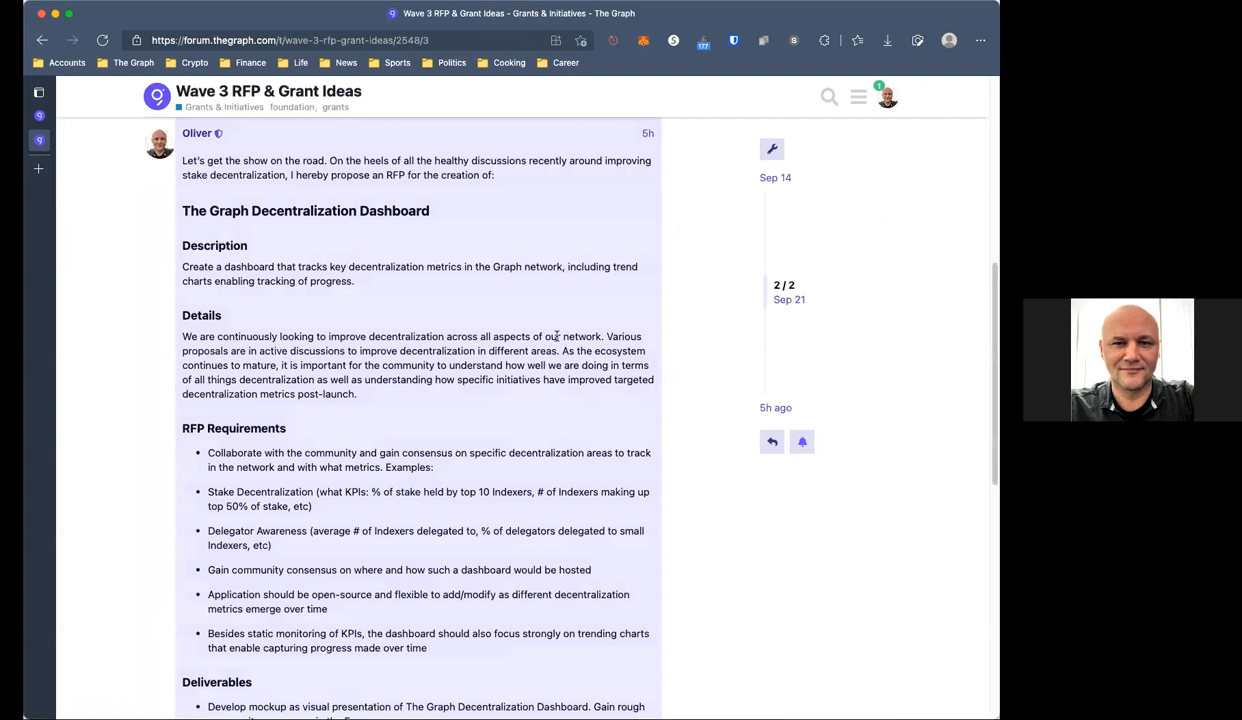 Wave 3 RFP & Grant Ideas - Grants & Initiatives - The Graph
https://forum.thegraph.com/t/wave-3-rfp-grant-ideas/2548/3
177
Accounts The Graph Crypto Finance Life News Sports Politics Cooking Career
Wave 3 RFP & Grant Ideas
Grants & Initiatives foundation, grants
1
Oliver 5h
Let's get the show on the road. On the heels of all the healthy discussions recently around improving
stake decentralization, I hereby propose an RFP for the creation of:
The Graph Decentralization Dashboard
Description
Create a dashboard that tracks key decentralization metrics in the Graph network, including trend
charts enabling tracking of progress.
Details
We are continuously looking to improve decentralization across all aspects of our network. Various
proposals are in active discussions to improve decentralization in different areas. As the ecosystem
continues to mature, it is important for the community to understand how well we are doing in terms
of all things decentralization as well as understanding how specific initiatives have improved targeted
decentralization metrics post-launch.
RFP Requirements
• Collaborate with the community and gain consensus on specific decentralization areas to track
in the network and with what metrics. Examples:
• Stake Decentralization (what KPIs: % of stake held by top 10 Indexers, # of Indexers making up
top 50% of stake, etc)
• Delegator Awareness (average # of Indexers delegated to, % of delegators delegated to small
Indexers, etc)
• Gain community consensus on where and how such a dashboard would be hosted
• Application should be open-source and flexible to add/modify as different decentralization
metrics emerge over time
• Besides static monitoring of KPIs, the dashboard should also focus strongly on trending charts
that enable capturing progress made over time
Deliverables
• Develop mockup as visual presentation of The Graph Decentralization Dashboard. Gain rough
Sep 14
2 / 2
Sep 21
5h ago